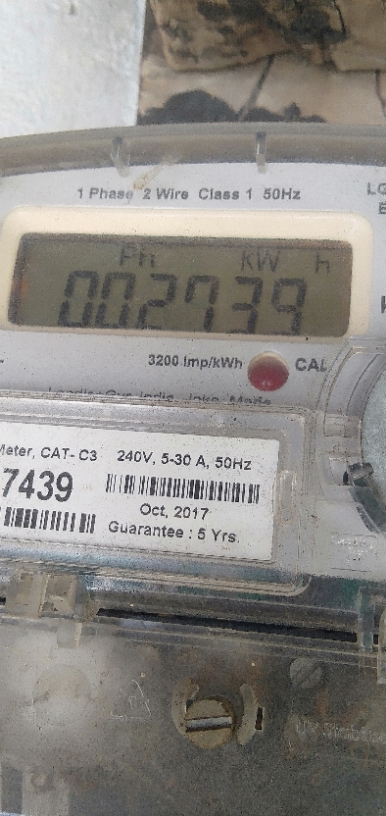 1 Phase 2 Wire Class 1 50Hz
Ph kW h
002739
3200 Imp/kWh CAL
Meter, CAT- C3 240V, 5-30 A, 50Hz
7439
Oct, 2017
Guarantee : 5 Yrs.